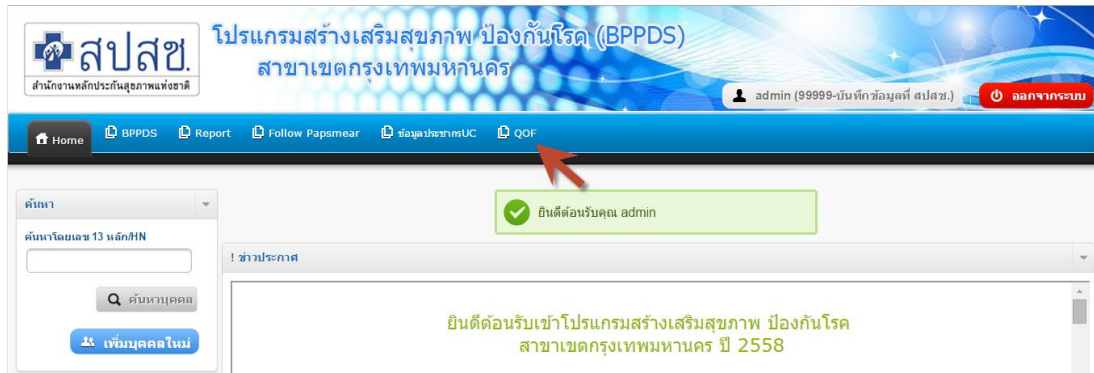 สปสช.
สำนักงานหลักประกันสุขภาพแห่งชาติ
โปรแกรมสร้างเสริมสุขภาพ ป้องกันโรค (BPPDS)
สาขาเขตกรุงเทพมหานคร
admin (99999-บันทึกข้อมูลที่ สปสช.)
ออกจากระบบ
Home
BPPDS
Report
Follow Papsmear
ข้อมูลประชากรUC
QOF
ค้นหา
ยินดีต้อนรับคุณ admin
ค้นหาโดยเลข 13 หลัก/HN
! ข่าวประกาศ
ค้นหาบุคคล
เพิ่มบุคคลใหม่
ยินดีต้อนรับเข้าโปรแกรมสร้างเสริมสุขภาพ ป้องกันโรค
สาขาเขตกรุงเทพมหานคร ปี 2558